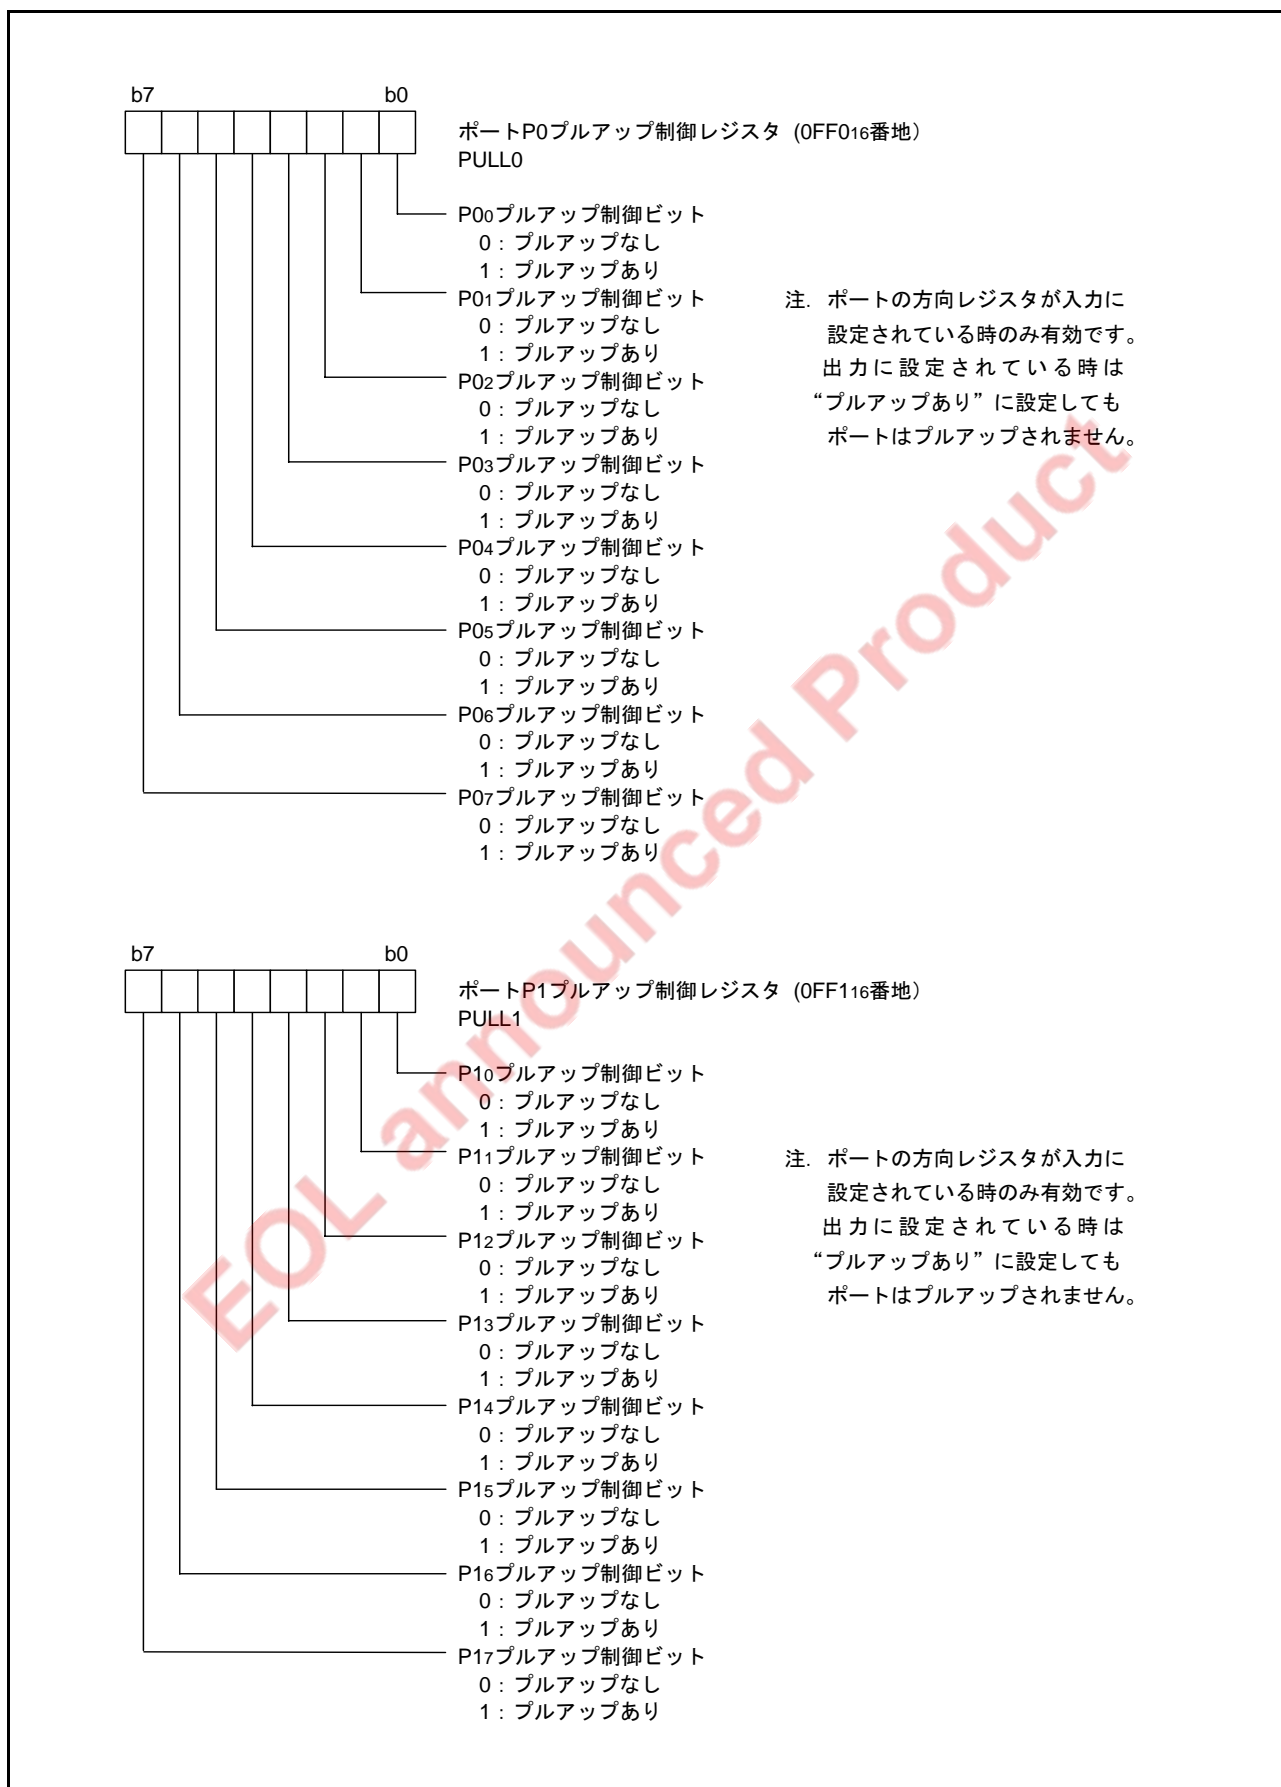 b7 b0
ポートP0プルアップ制御レジスタ (0FF016番地)
PULL0
P00プルアップ制御ビット
0：プルアップなし
1：プルアップあり
P01プルアップ制御ビット
0：プルアップなし
1：プルアップあり
P02プルアップ制御ビット
0：プルアップなし
1：プルアップあり
P03プルアップ制御ビット
0：プルアップなし
1：プルアップあり
P04プルアップ制御ビット
0：プルアップなし
1：プルアップあり
P05プルアップ制御ビット
0：プルアップなし
1：プルアップあり
P06プルアップ制御ビット
0：プルアップなし
1：プルアップあり
P07プルアップ制御ビット
0：プルアップなし
1：プルアップあり
注. ポートの方向レジスタが入力に
設定されている時のみ有効です。
出力に設定されている時は
“プルアップあり”に設定しても
ポートはプルアップされません。
b7 b0
ポートP1プルアップ制御レジスタ (0FF116番地)
PULL1
P10プルアップ制御ビット
0：プルアップなし
1：プルアップあり
P11プルアップ制御ビット
0：プルアップなし
1：プルアップあり
P12プルアップ制御ビット
0：プルアップなし
1：プルアップあり
P13プルアップ制御ビット
0：プルアップなし
1：プルアップあり
P14プルアップ制御ビット
0：プルアップなし
1：プルアップあり
P15プルアップ制御ビット
0：プルアップなし
1：プルアップあり
P16プルアップ制御ビット
0：プルアップなし
1：プルアップあり
P17プルアップ制御ビット
0：プルアップなし
1：プルアップあり
注. ポートの方向レジスタが入力に
設定されている時のみ有効です。
出力に設定されている時は
“プルアップあり”に設定しても
ポートはプルアップされません。
EOL announced Product